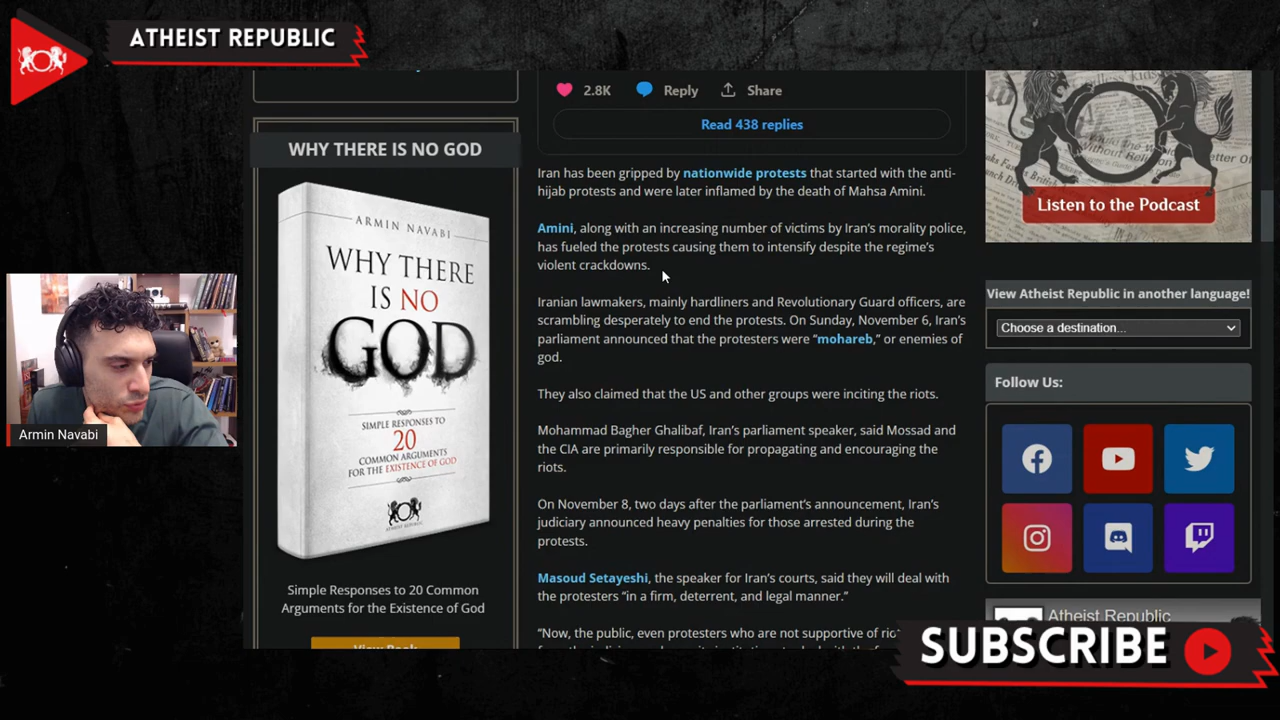 ATHEIST REPUBLIC
WHY THERE IS NO GOD
ARMIN NAVABI
WHY THERE
IS NO
GOD
SIMPLE RESPONSES TO
20
COMMON ARGUMENTS
FOR THE EXISTENCE OF GOD
ATHEIST REPUBLIC
Simple Responses to 20 Common
Arguments for the Existence of God
View Book
Armin Navabi
2.8K Reply Share
Read 438 replies
Iran has been gripped by nationwide protests that started with the anti-
hijab protests and were later inflamed by the death of Mahsa Amini.
Amini, along with an increasing number of victims by Iran’s morality police,
has fueled the protests causing them to intensify despite the regime’s
violent crackdowns.
Iranian lawmakers, mainly hardliners and Revolutionary Guard officers, are
scrambling desperately to end the protests. On Sunday, November 6, Iran’s
parliament announced that the protesters were “mohareb,” or enemies of
god.
They also claimed that the US and other groups were inciting the riots.
Mohammad Bagher Ghalibaf, Iran’s parliament speaker, said Mossad and
the CIA are primarily responsible for propagating and encouraging the
riots.
On November 8, two days after the parliament’s announcement, Iran’s
judiciary announced heavy penalties for those arrested during the
protests.
Masoud Setayeshi, the speaker for Iran’s courts, said they will deal with
the protesters “in a firm, deterrent, and legal manner.”
“Now, the public, even protesters who are not supportive of
Listen to the Podcast
View Atheist Republic in another language!
Choose a destination...
Follow Us:
Atheist Republic
SUBSCRIBE